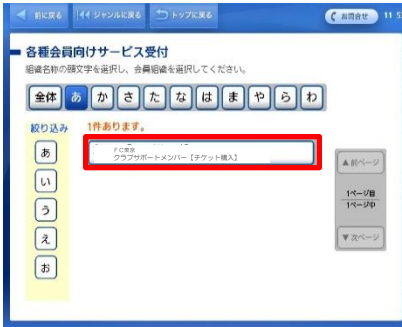 前に戻る
ジャンルに戻る
トップに戻る
お問合せ
11 5
各種会員向けサービス受付
組織名称の頭文字を選択し、会員組織を選択してください。
全体 あ か さ た な は ま や ら わ
絞り込み
1件あります。
あ
い
う
え
お
FC東京
クラブサポートメンバー【チケット購入】
▲前ページ
1ページ目
1ページ中
▼次ページ